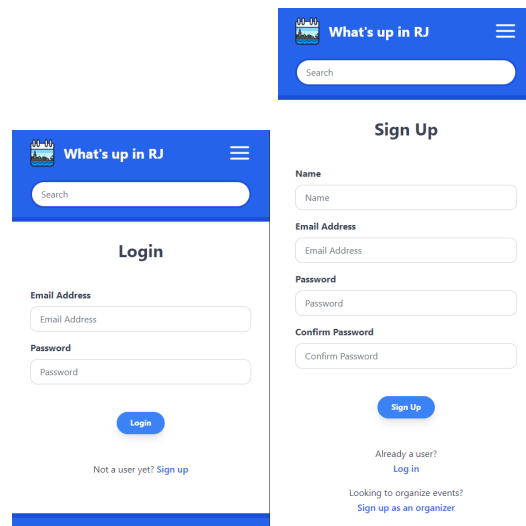 What's up in RJ
Search
Login
Email Address
Email Address
Password
Password
Login
Not a user yet? Sign up
What's up in RJ
Search
Sign Up
Name
Name
Email Address
Email Address
Password
Password
Confirm Password
Confirm Password
Sign Up
Already a user?
Log in
Looking to organize events?
Sign up as an organizer